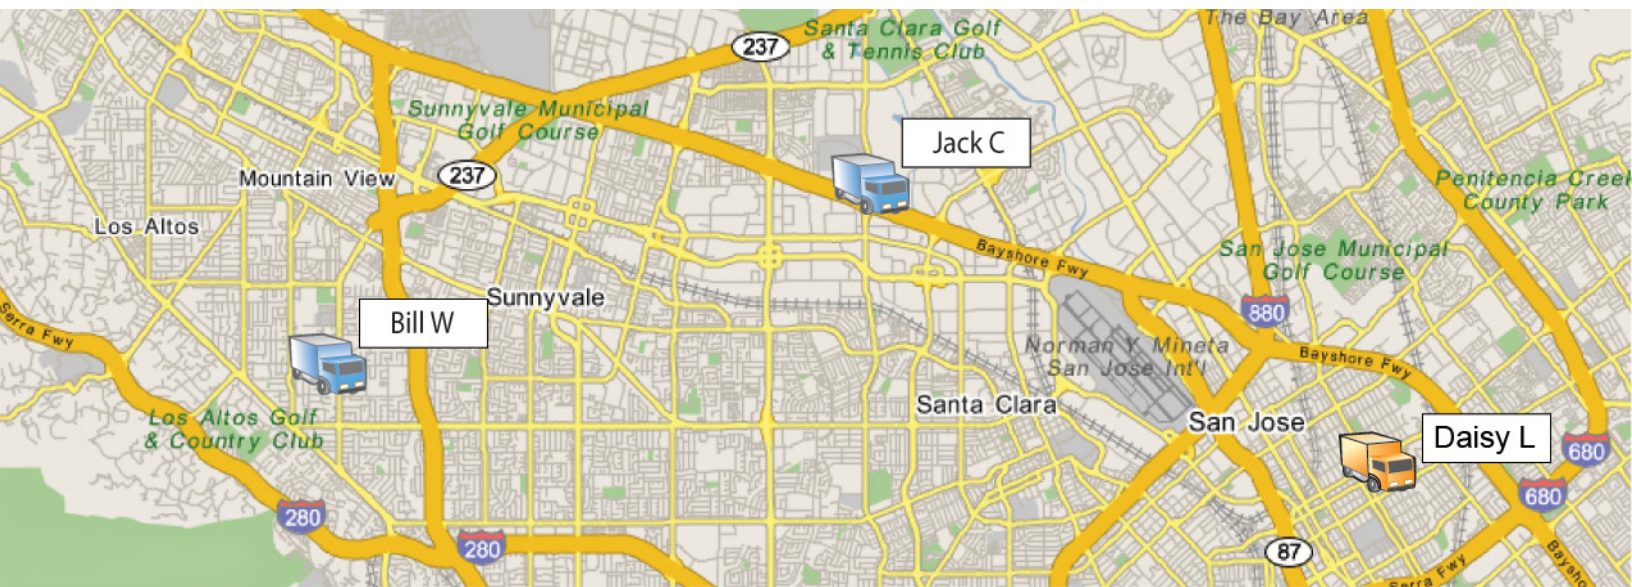 The Bay Area
Santa Clara Golf
& Tennis Club
237
Sunnyvale Municipal
Golf Course
Jack C
Mountain View
237
Penitencia Creek
County Park
Los Altos
Bayshore Fwy
San Jose Municipal
Golf Course
Sunnyvale
Bill W
880
Serra Fwy
Norman Y. Mineta
San Jose Int'l
Bayshore Fwy
Santa Clara
San Jose
Los Altos Golf
& Country Club
Daisy L
680
680
280
280
87
Serra Fwy
Baysho